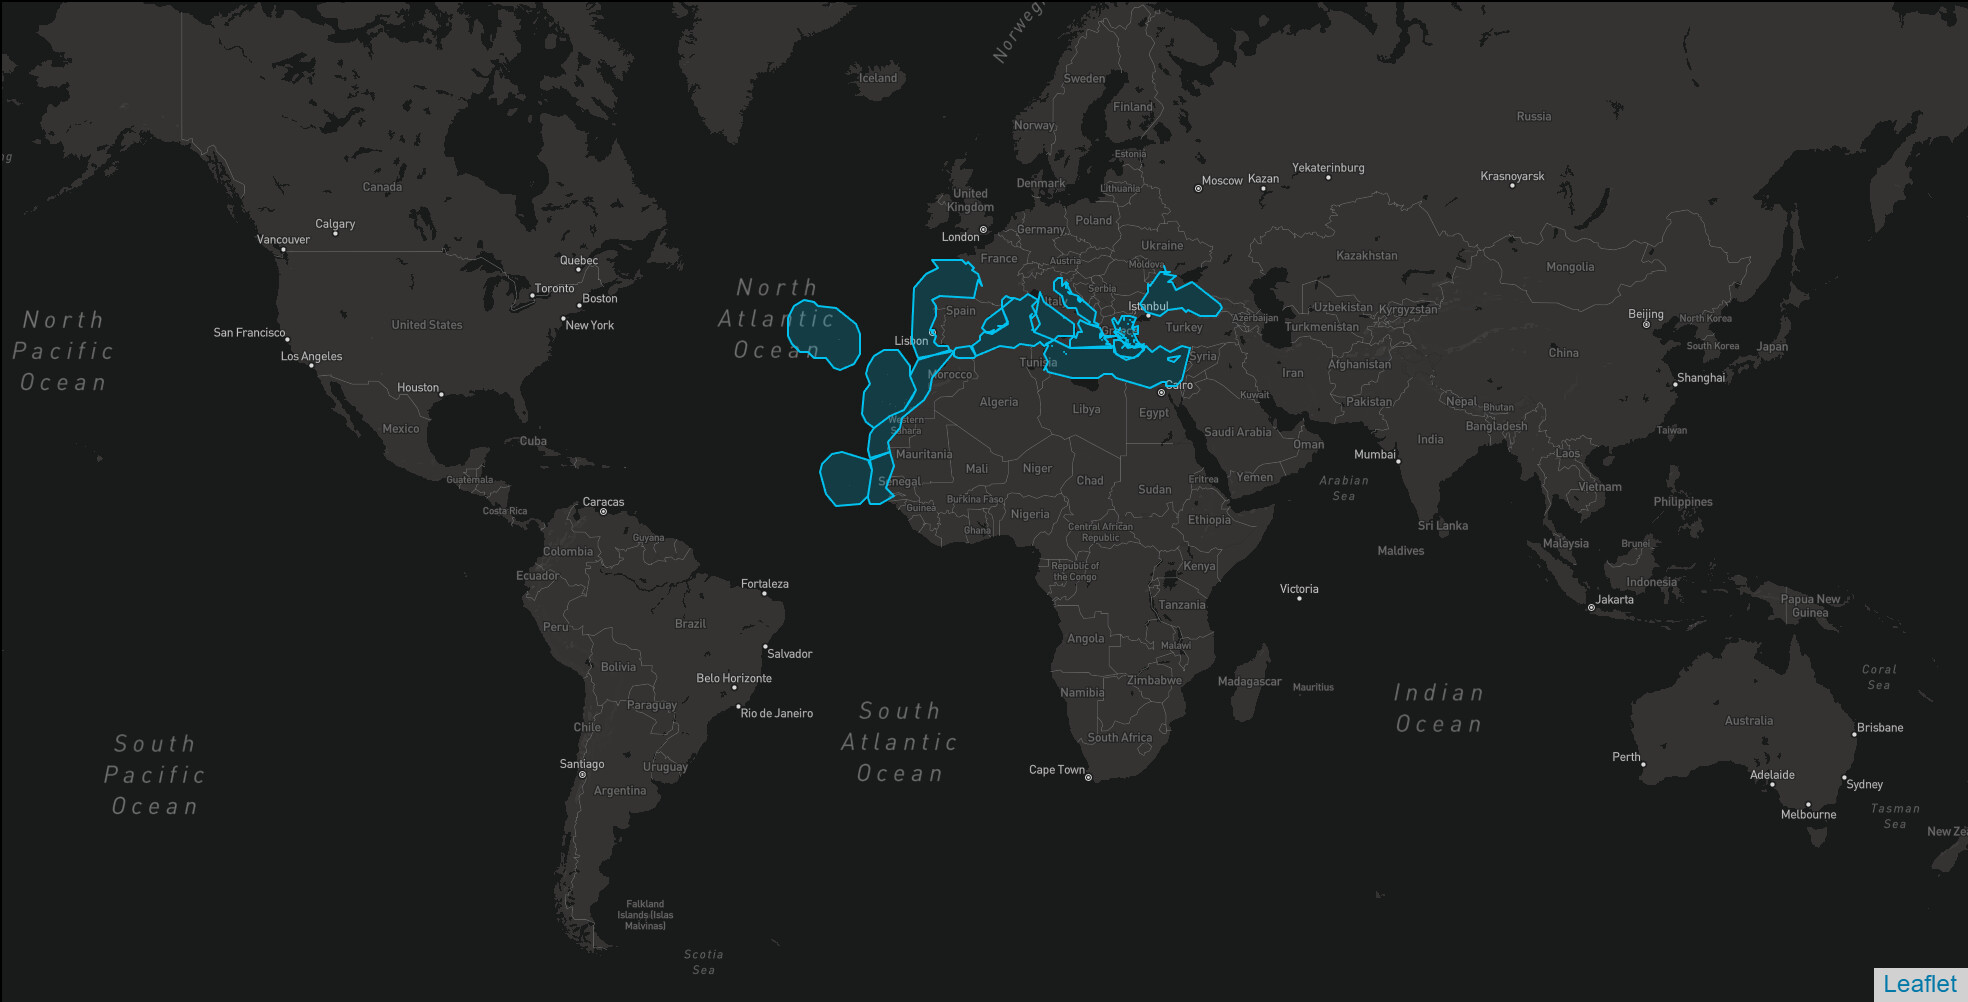 Norwegi
Iceland
Sweden
Finland
Norway
Russia
Estonia
ng
Canada
Denmark
Lithuania
Moscow
Kazan
Yekaterinburg
Krasnoyarsk
United
Kingdom
Poland
Germany
London
Calgary
Vancouver
Quebec
Toronto
Boston
New York
France
Austria
Moldova
Ukraine
Kazakhstan
Mongolia
North
Atlantic
Ocean
North
Pacific
Ocean
San Francisco
Los Angeles
United States
Houston
Spain
Italy
Serbia
Istanbul
Greece
Turkey
Lisbon
Azerbaijan
Uzbekistan
Kyrgyzstan
Turkmenistan
Beijing
North Korea
South Korea
Japan
China
Shanghai
Tunisia
Syria
Morocco
Iran
Afghanistan
Cairo
Algeria
Libya
Egypt
Kuwait
Pakistan
Nepal
Bhutan
Bangladesh
Taiwan
Western
Sahara
Saudi Arabia
Oman
India
Mexico
Cuba
Mumbai
Laos
Mauritania
Mali
Niger
Chad
Sudan
Eritrea
Yemen
Arabian
Sea
Vietnam
Philippines
Guatemala
Senegal
Burkina Faso
Guinea
Costa Rica
Caracas
Nigeria
Ghana
Central African
Republic
Ethiopia
Sri Lanka
Guyana
Colombia
Maldives
Malaysia
Brunei
Ecuador
Republic of
the Congo
Kenya
Indonesia
Fortaleza
Victoria
Jakarta
Papua New
Guinea
Tanzania
Peru
Brazil
Angola
Malawi
Salvador
Bolivia
Belo Horizonte
Zimbabwe
Madagascar
Mauritius
Namibia
Coral
Sea
Indian
Ocean
Paraguay
Rio de Janeiro
South
Atlantic
Ocean
Chile
South Africa
Australia
Brisbane
South
Pacific
Ocean
Santiago
Uruguay
Cape Town
Perth
Adelaide
Sydney
Argentina
Melbourne
Tasman
Sea
New Zea
Falkland
Islands (Islas
Malvinas)
Scotia
Sea
Leaflet